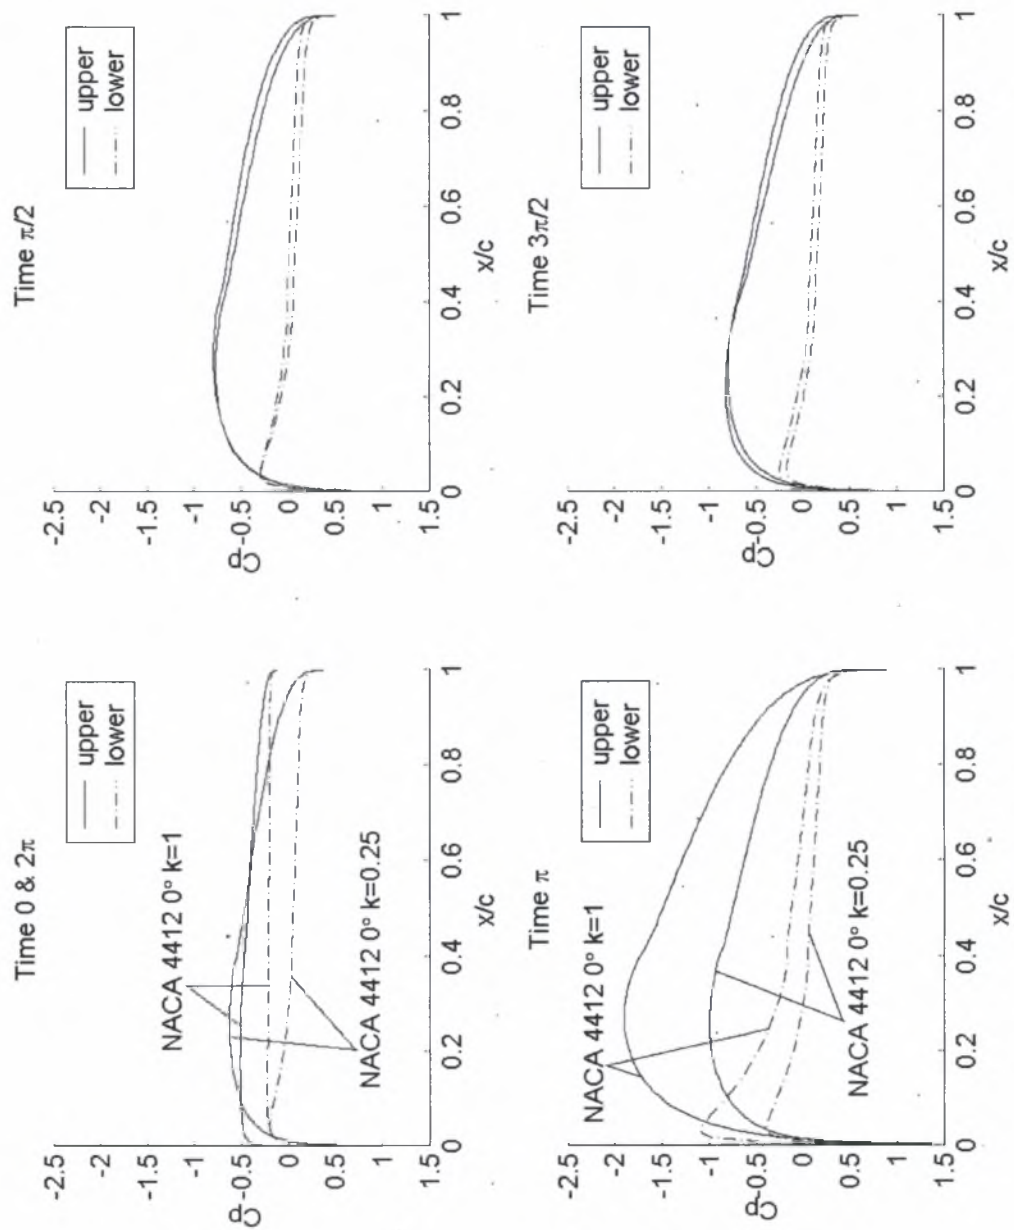 Time 0 & 2π
-2.5
-2
-1.5
-1
-0.5
0
0.5
1
1.5
Cp
0
0.2
0.4
0.6
0.8
1
x/c
upper
lower
NACA 4412 0° k=1
NACA 4412 0° k=0.25
Time π/2
-2.5
-2
-1.5
-1
-0.5
0
0.5
1
1.5
Cp
0
0.2
0.4
0.6
0.8
1
x/c
upper
lower
Time π
-2.5
-2
-1.5
-1
-0.5
0
0.5
1
1.5
Cp
0
0.2
0.4
0.6
0.8
1
x/c
upper
lower
NACA 4412 0° k=1
NACA 4412 0° k=0.25
Time 3π/2
-2.5
-2
-1.5
-1
-0.5
0
0.5
1
1.5
Cp
0
0.2
0.4
0.6
0.8
1
x/c
upper
lower